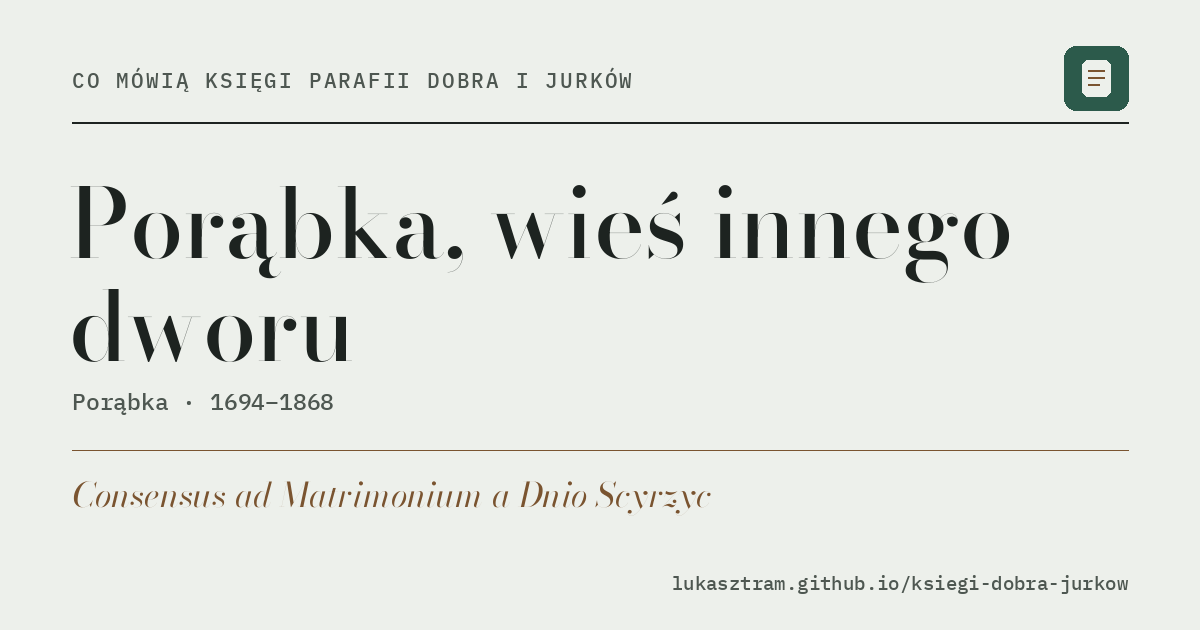 CO MÓWIĄ KSIĘGI PARAFII DOBRA I JURKÓW
Porąbka, wieś innego
dworu
Porąbka · 1694–1868
Consensus ad Matrimonium a Dnio Scyrzyc
lukasztram.github.io/ksiegi-dobra-jurkow